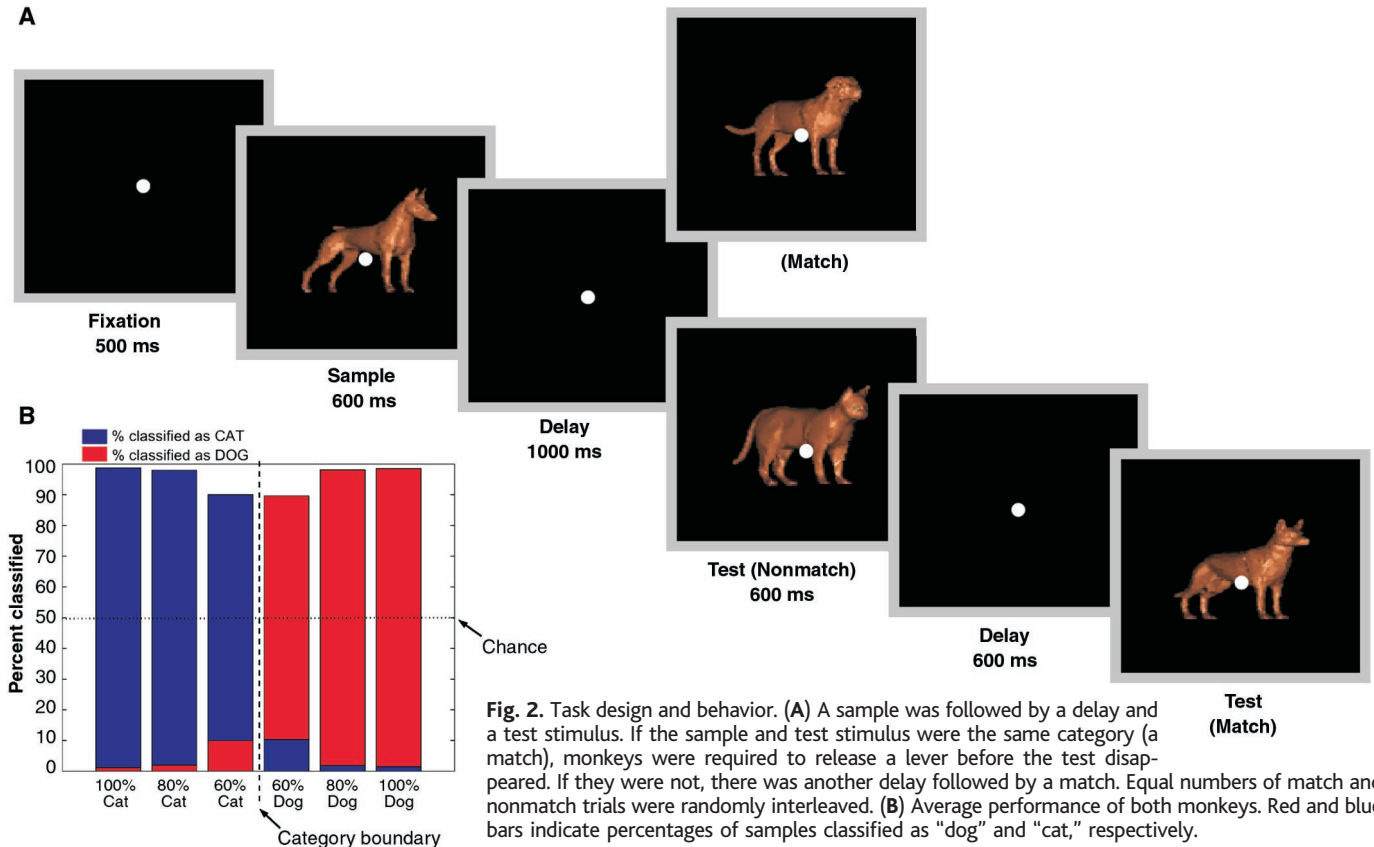 A
Fixation
500 ms
Sample
600 ms
Delay
1000 ms
(Match)
Test (Nonmatch)
600 ms
Delay
600 ms
Test
(Match)
B
% classified as CAT
% classified as DOG
Percent classified
100
90
80
70
60
50
40
30
20
10
0
Chance
100%
Cat
80%
Cat
60%
Cat
60%
Dog
80%
Dog
100%
Dog
Category boundary
Fig. 2. Task design and behavior. (A) A sample was followed by a delay and
a test stimulus. If the sample and test stimulus were the same category (a
match), monkeys were required to release a lever before the test disap-
peared. If they were not, there was another delay followed by a match. Equal numbers of match and
nonmatch trials were randomly interleaved. (B) Average performance of both monkeys. Red and blue
bars indicate percentages of samples classified as “dog” and “cat,” respectively.